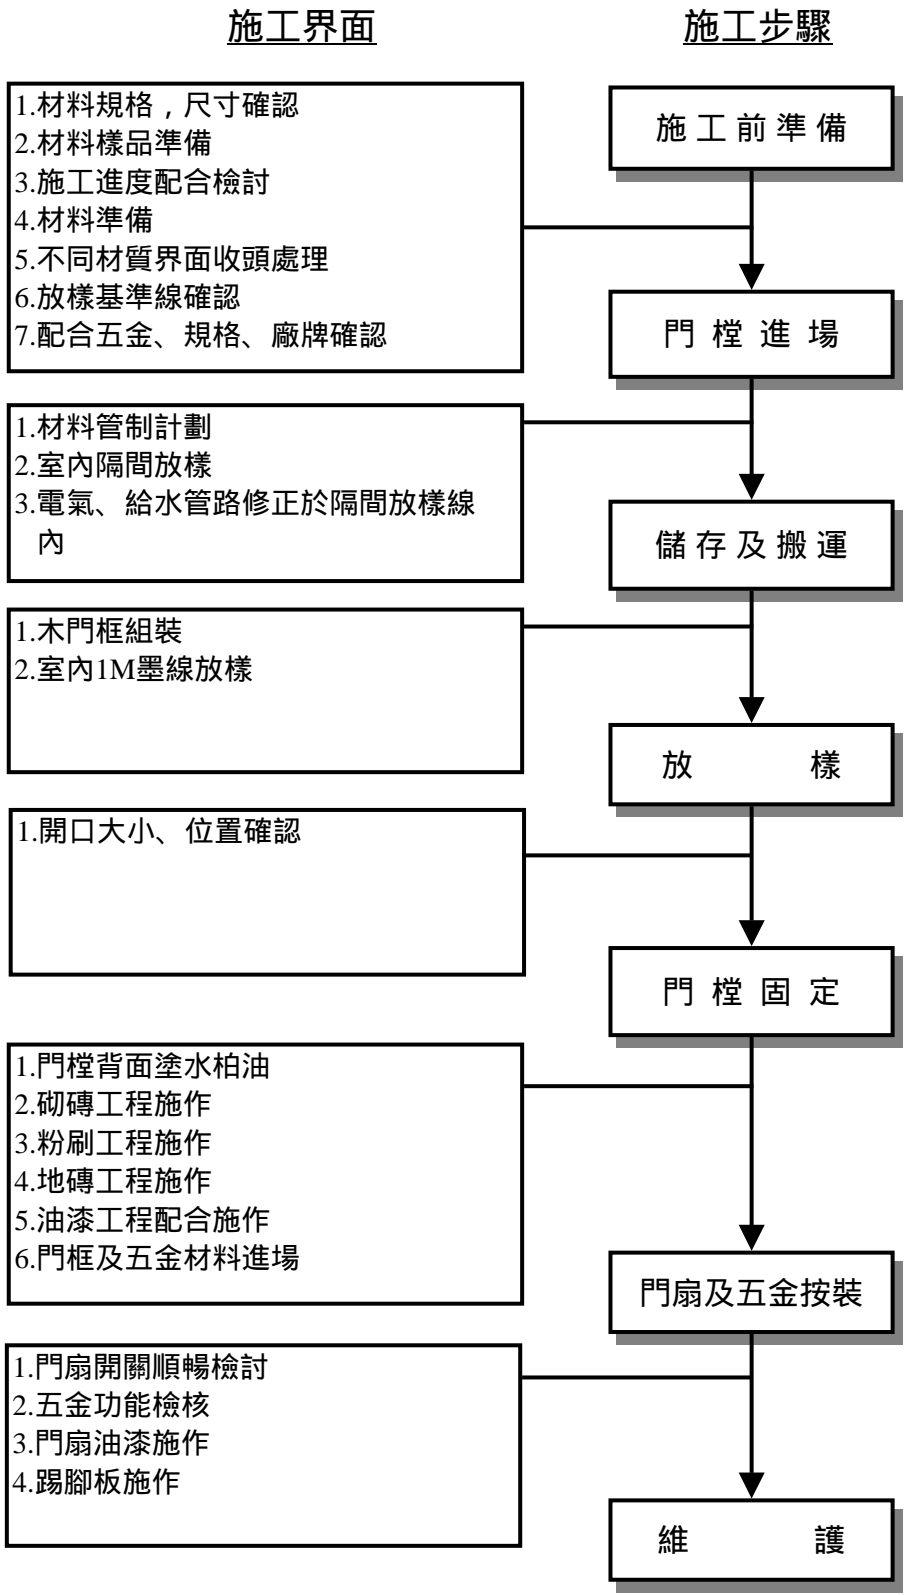 施工界面
施工步驟
1.材料規格，尺寸確認
2.材料樣品準備
3.施工進度配合檢討
4.材料準備
5.不同材質界面收頭處理
6.放樣基準線確認
7.配合五金、規格、廠牌確認
施工前準備
門樘進場
1.材料管制計劃
2.室內隔間放樣
3.電氣、給水管路修正於隔間放樣線
內
儲存及搬運
1.木門框組裝
2.室內1M墨線放樣
放樣
1.開口大小、位置確認
門樘固定
1.門樘背面塗水柏油
2.砌磚工程施作
3.粉刷工程施作
4.地磚工程施作
5.油漆工程配合施作
6.門框及五金材料進場
門扇及五金按裝
1.門扇開關順暢檢討
2.五金功能檢核
3.門扇油漆施作
4.踢腳板施作
維護